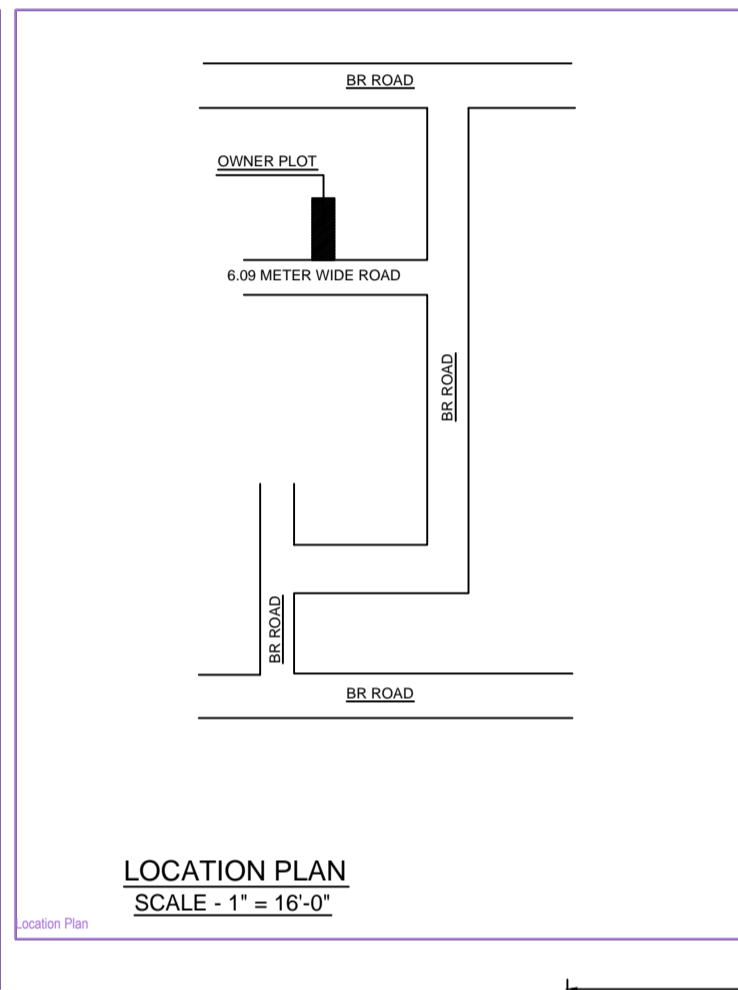 BR ROAD
OWNER PLOT
6.09 METER WIDE ROAD
BR ROAD
BR ROAD
BR ROAD
LOCATION PLAN
SCALE - 1" = 16'-0"
Location Plan